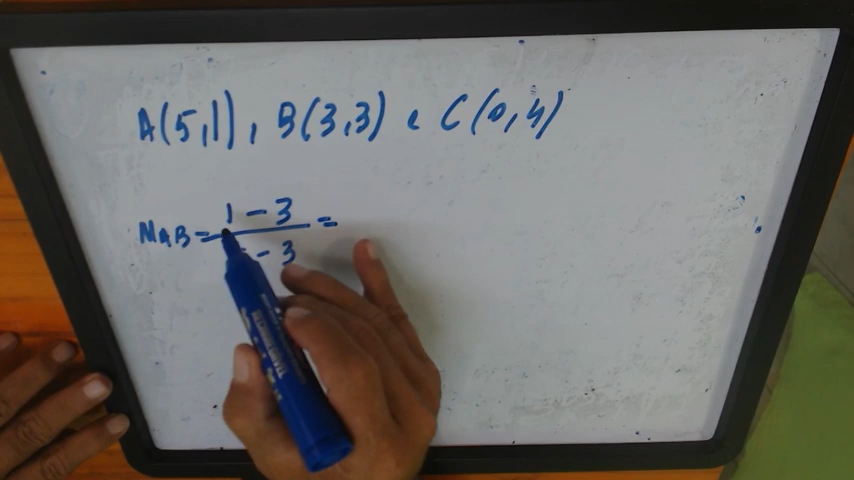 A(5,1), B(3,3) e C(0,4)
MAB = 1 - 3 =
- 3